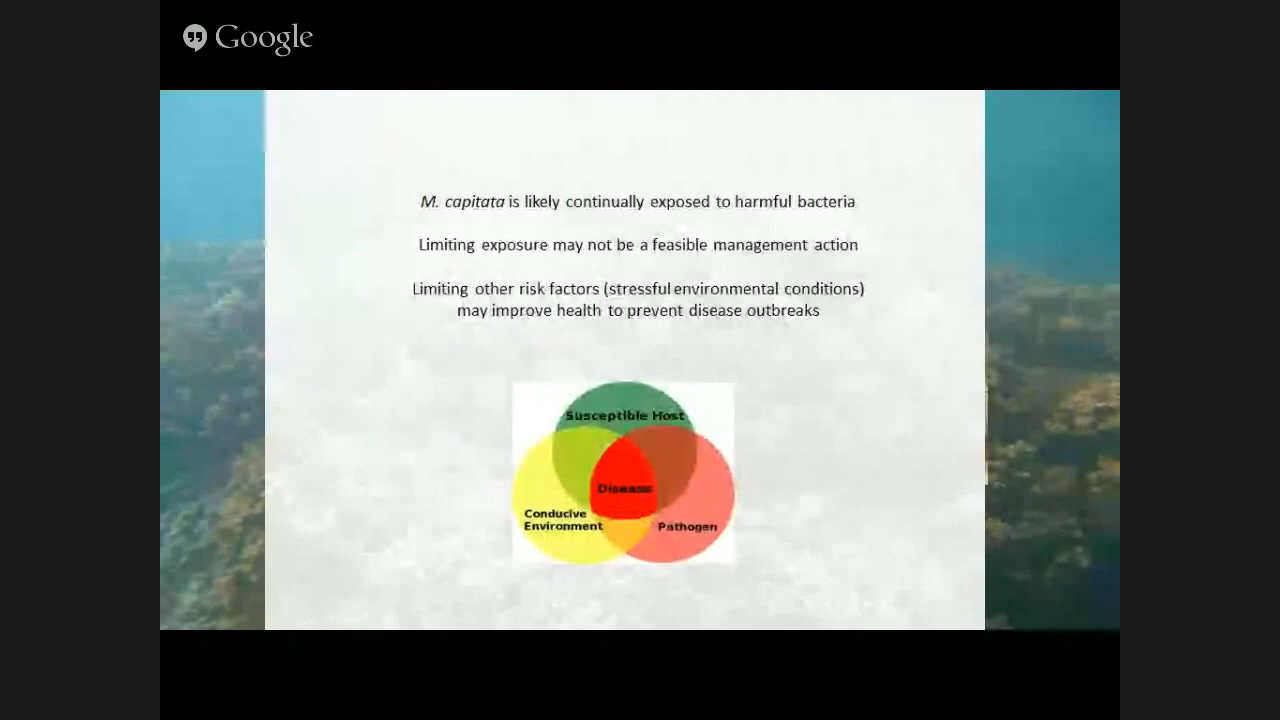 Google
M. capitata is likely continually exposed to harmful bacteria
Limiting exposure may not be a feasible management action
Limiting other risk factors (stressful environmental conditions)
may improve health to prevent disease outbreaks
Susceptible Host
Disease
Conducive
Environment
Pathogen